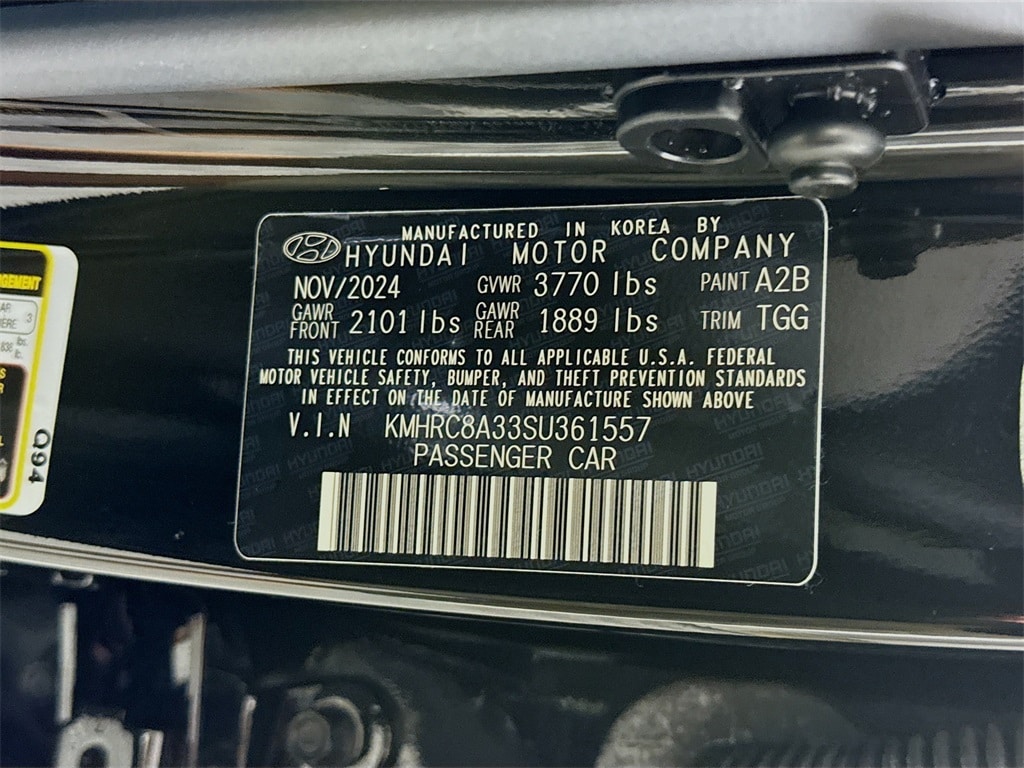 MANUFACTURED IN KOREA BY
HYUNDAI MOTOR COMPANY
NOV/2024 GVWR 3770 lbs PAINT A2B
GAWR FRONT 2101 lbs GAWR REAR 1889 lbs TRIM TGG
THIS VEHICLE CONFORMS TO ALL APPLICABLE U.S.A. FEDERAL
MOTOR VEHICLE SAFETY, BUMPER, AND THEFT PREVENTION STANDARDS
IN EFFECT ON THE DATE OF MANUFACTURE SHOWN ABOVE
V.I.N KMHRC8A33SU361557
PASSENGER CAR
Q94